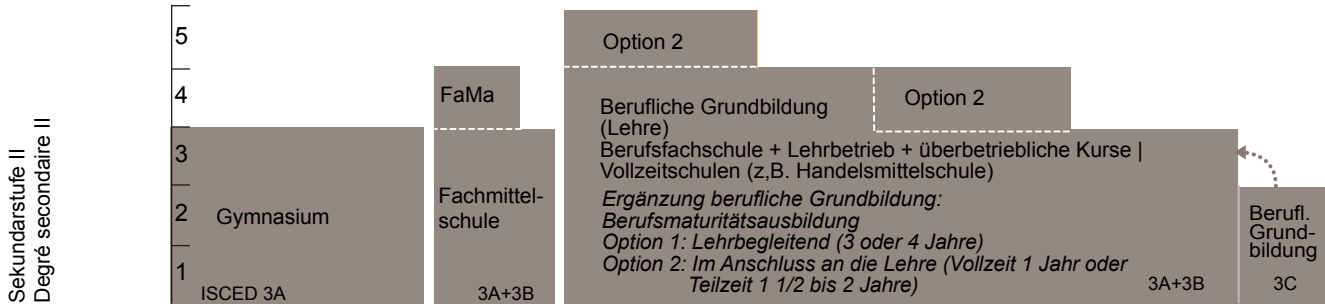 Sekundarstufe II
Degré secondaire II
5
4
3
2
1
Gymnasium
ISCED 3A
FaMa
Fachmittel-
schule
3A+3B
Option 2
Option 2
Berufliche Grundbildung
(Lehre)
Berufsfachschule + Lehrbetrieb + überbetriebliche Kurse |
Vollzeitschulen (z,B. Handelsmittelschule)
Ergänzung berufliche Grundbildung:
Berufsmaturitätsausbildung
Option 1: Lehrbegleitend (3 oder 4 Jahre)
Option 2: Im Anschluss an die Lehre (Vollzeit 1 Jahr oder
Teilzeit 1 1/2 bis 2 Jahre)
3A+3B
Berufl.
Grund-
bildung
3C